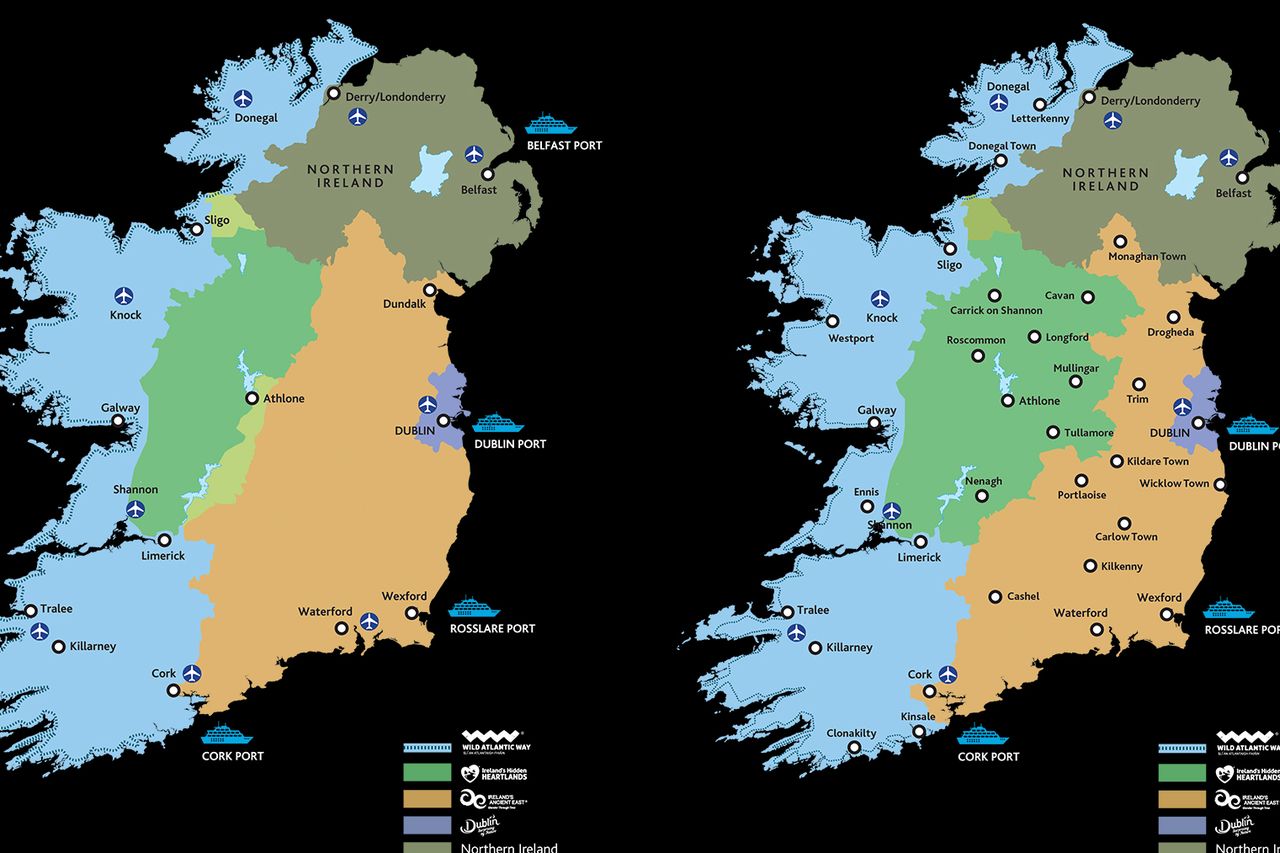 Derry/Londonderry
Donegal
BELFAST PORT
NORTHERN
IRELAND
Belfast
Sligo
Dundalk
Knock
Athlone
Galway
DUBLIN
DUBLIN PORT
Shannon
Limerick
Tralee
Wexford
Waterford
ROSSLARE PORT
Killarney
Cork
CORK PORT
WILD ATLANTIC WAY
Ireland's Hidden
HEARTLANDS
IRELAND'S
ANCIENT EAST
Dublin
Northern Ireland
Donegal
Derry/Londonderry
Letterkenny
Donegal Town
NORTHERN
IRELAND
Belfast
Monaghan Town
Sligo
Cavan
Knock
Carrick on Shannon
Drogheda
Westport
Roscommon
Longford
Mullingar
Trim
Athlone
Galway
DUBLIN
Tullamore
DUBLIN PO
Kildare Town
Nenagh
Wicklow Town
Ennis
Portlaoise
Shannon
Carlow Town
Limerick
Kilkenny
Cashel
Wexford
Tralee
Waterford
ROSSLARE POR
Killarney
Cork
Kinsale
Clonakilty
CORK PORT
WILD ATLANTIC WA
Ireland's Hidden
HEARTLANDS
IRELAND'S
ANCIENT EAST
Dublin
Northern Ir